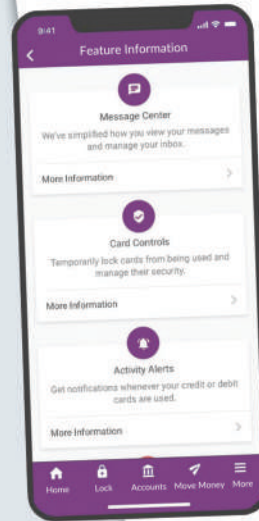 9:41
Feature Information
Message Center
We've simplified how you view your messages
and manage your inbox.
More Information
Card Controls
Temporarily lock cards from being used and
manage their security.
More Information
Activity Alerts
Get notifications whenever your credit or debit
cards are used.
More Information
Home Lock Accounts Move Money More